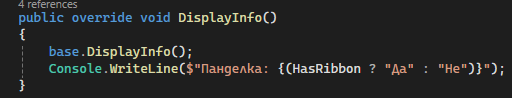 4 references
public override void DisplayInfo()
{
base.DisplayInfo();
Console.WriteLine($"Панделка: {(HasRibbon ? "Да" : "Не")}");
}